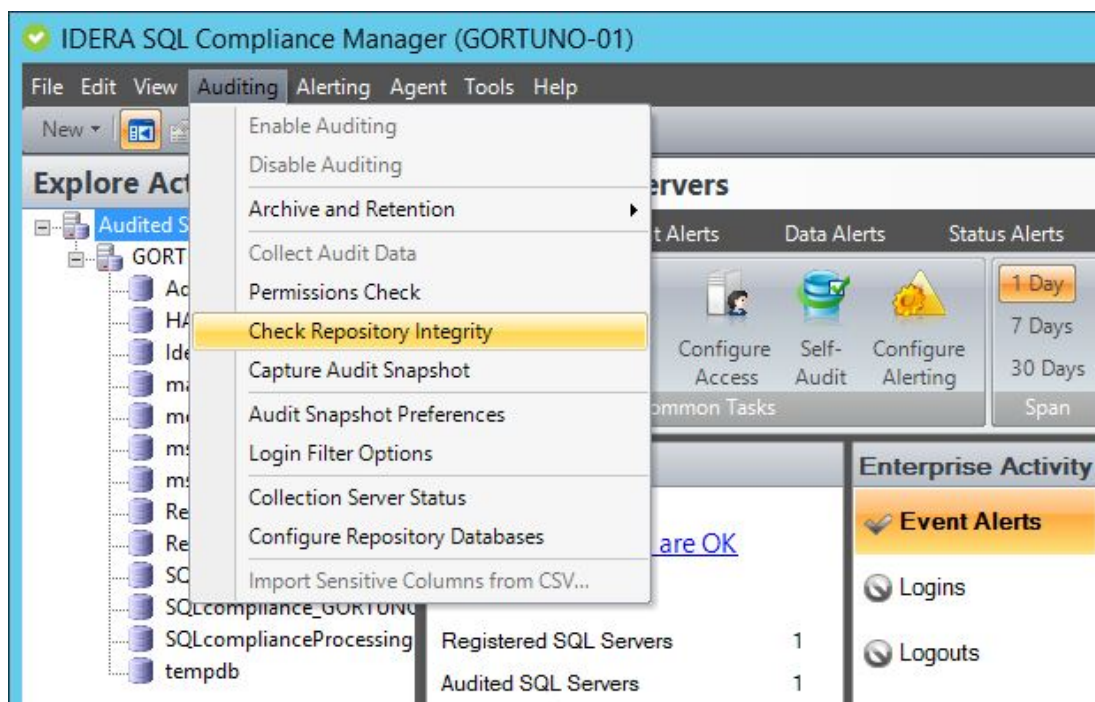 IDERA SQL Compliance Manager (GORTUNO-01)
File Edit View Auditing Alerting Agent Tools Help
New
Enable Auditing
Disable Auditing
Archive and Retention
Collect Audit Data
Permissions Check
Check Repository Integrity
Capture Audit Snapshot
Audit Snapshot Preferences
Login Filter Options
Collection Server Status
Configure Repository Databases
Import Sensitive Columns from CSV...
Explore
Audited
SQLcompliance_GORTUNO
SQLcomplianceProcessing
tempdb
Alerts Data Alerts Status Alerts
Configure Access
Self-Audit
Configure Alerting
Tasks
1 Day
7 Days
30 Days
Span
are OK
Registered SQL Servers 1
Audited SQL Servers 1
Enterprise Activity
Event Alerts
Logins
Logouts